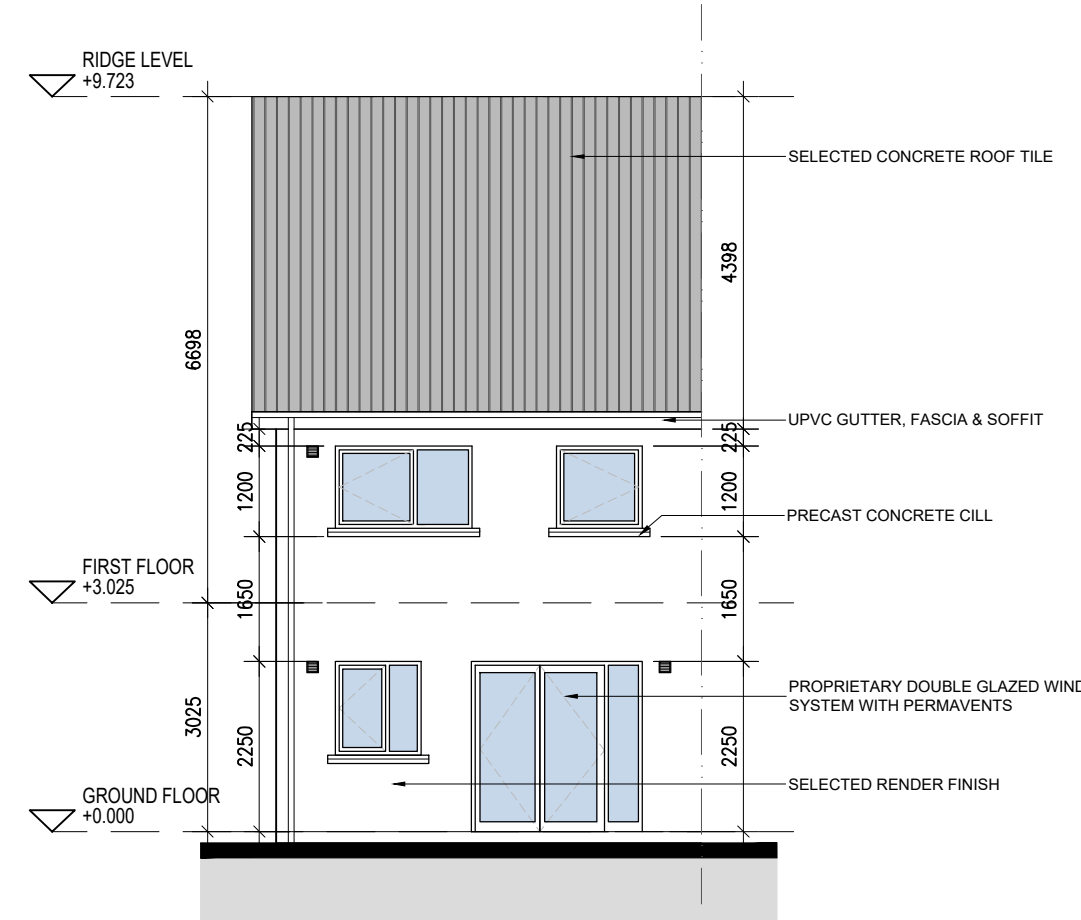 RIDGE LEVEL
+9.723
SELECTED CONCRETE ROOF TILE
4398
6698
UPVC GUTTER, FASCIA & SOFFIT
225
225
1200
1200
PRECAST CONCRETE CILL
FIRST FLOOR
+3.025
1650
1650
PROPRIETARY DOUBLE GLAZED WIND
SYSTEM WITH PERMAVENTS
3025
2250
2250
SELECTED RENDER FINISH
GROUND FLOOR
+0.000